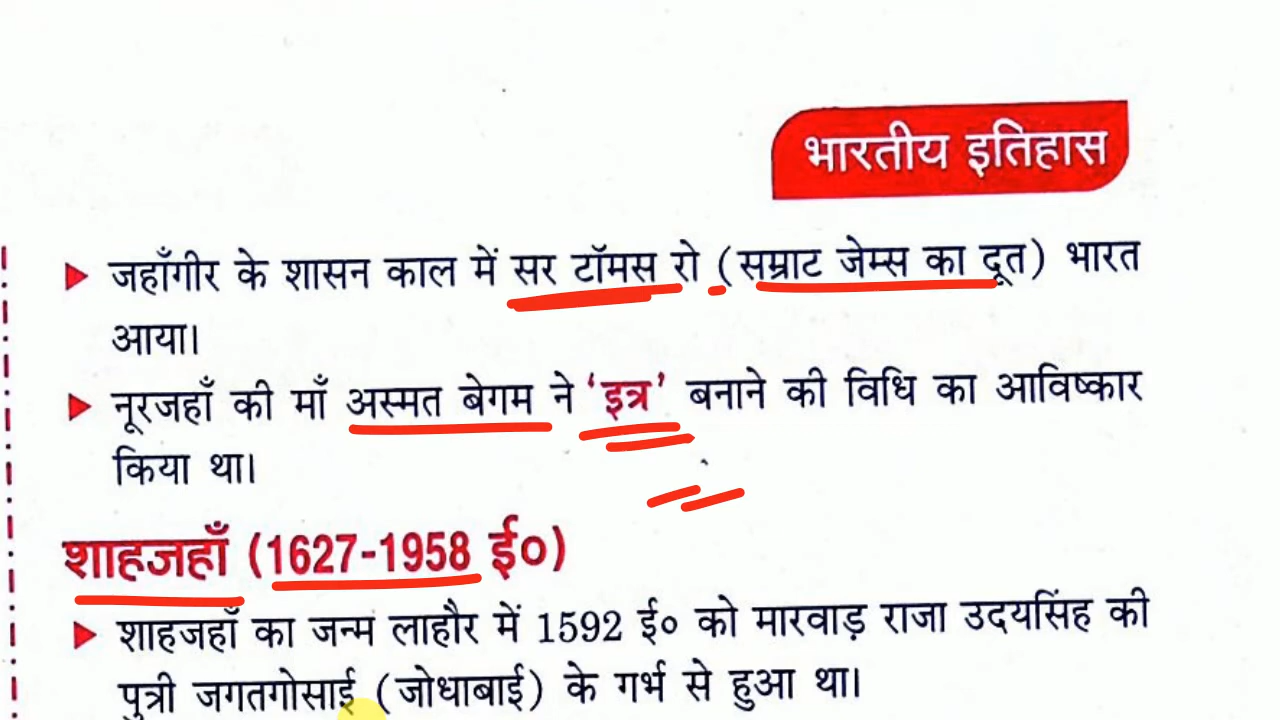 भारतीय इतिहास
जहाँगीर के शासन काल में सर टॉमस रो (सम्राट जेम्स का दूत) भारत
आया।
नूरजहाँ की माँ अस्मत बेगम ने 'इत्र' बनाने की विधि का आविष्कार
किया था।
शाहजहाँ (1627-1958 ई०)
शाहजहाँ का जन्म लाहौर में 1592 ई० को मारवाड़ राजा उदयसिंह की
पुत्री जगतगोसाई (जोधाबाई) के गर्भ से हुआ था।